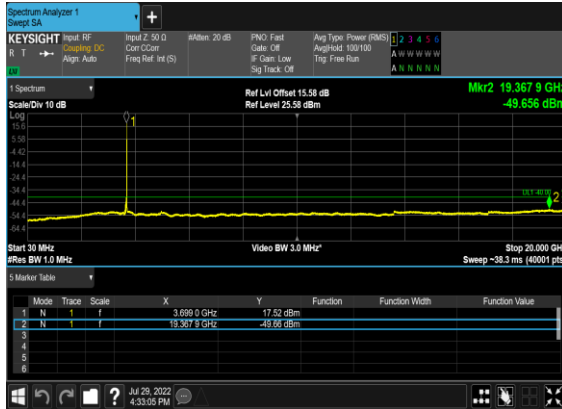 Spectrum Analyzer 1
Swept SA
+
KEYSIGHT
R T
LU
Input: RF
Coupling: DC
Align: Auto
Input Z: 50 Ω
Corr CCorr
Freq Ref: Int (S)
#Atten: 20 dB
PNO: Fast
Gate: Off
IF Gain: Low
Sig Track: Off
Avg Type: Power (RMS)
Avg|Hold: 100/100
Trig: Free Run
1 2 3 4 5 6
A W W W W W
A N N N N N
1 Spectrum
Scale/Div 10 dB
Log
Ref Lvl Offset 15.58 dB
Ref Level 25.58 dBm
Mkr2 19.367 9 GHz
-49.656 dBm
15.6
5.58
-4.42
-14.4
-24.4
-34.4
-44.4
-54.4
-64.4
1
2
Start 30 MHz
#Res BW 1.0 MHz
Video BW 3.0 MHz*
Stop 20.000 GHz
Sweep ~38.3 ms (40001 pts)
5 Marker Table
Mode Trace Scale X Y Function Function Width Function Value
1 N 1 f 3.699 0 GHz 17.52 dBm
2 N 1 f 19.367 9 GHz -49.66 dBm
3
4
5
6
?
Jul 29, 2022
4:33:05 PM